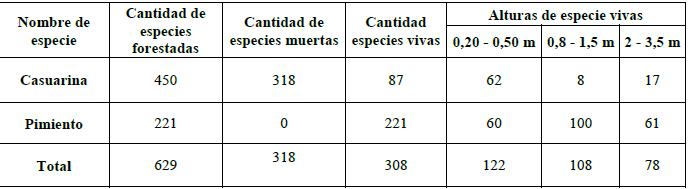 Nombre de especie | Cantidad de especies forestadas | Cantidad de especies muertas | Cantidad especies vivas | Alturas de especie vivas
0,20 - 0,50 m | 0,8 - 1,5 m | 2 - 3,5 m
Casuarina | 450 | 318 | 87 | 62 | 8 | 17
Pimiento | 221 | 0 | 221 | 60 | 100 | 61
Total | 629 | 318 | 308 | 122 | 108 | 78